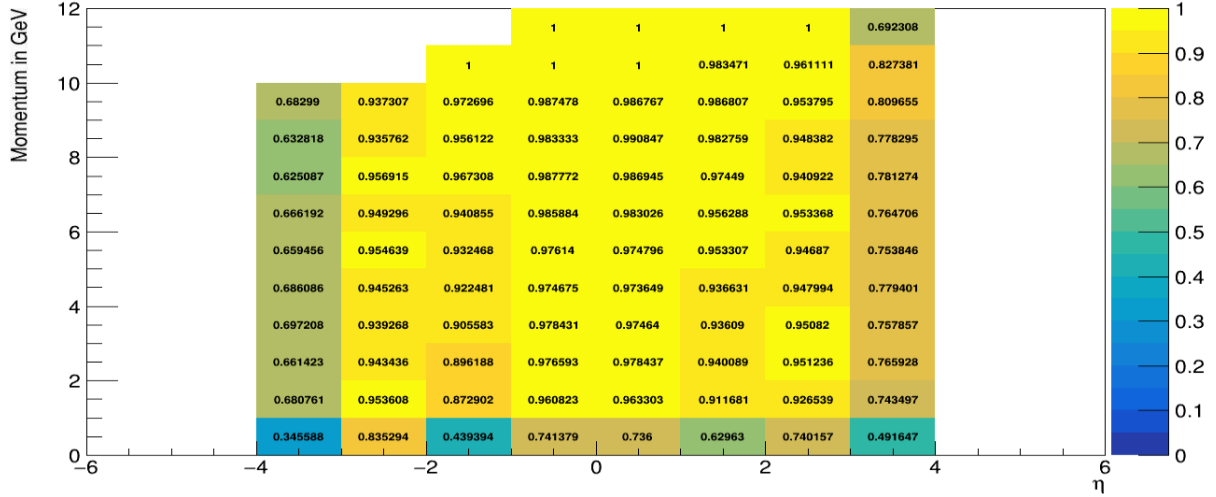 Momentum in GeV
12 1 1 1 1 0.692308 1
1 1 1 0.983471 0.961111 0.827381 0.9
10 0.68299 0.937307 0.972696 0.987478 0.986767 0.986807 0.953795 0.809655 0.8
8 0.632818 0.935762 0.956122 0.983333 0.990847 0.982759 0.948382 0.778295 0.7
0.625087 0.956915 0.967308 0.987772 0.986945 0.97449 0.940922 0.781274 0.6
6 0.666192 0.949296 0.940855 0.985884 0.983026 0.956288 0.953368 0.764706 0.5
0.659456 0.954639 0.932468 0.97614 0.974796 0.953307 0.94687 0.753846
4 0.686086 0.945263 0.922481 0.974675 0.973649 0.936631 0.947994 0.779401 0.4
0.697208 0.939268 0.905583 0.978431 0.97464 0.93609 0.95082 0.757857 0.3
2 0.661423 0.943436 0.896188 0.976593 0.978437 0.940089 0.951236 0.765928 0.2
0.680761 0.953608 0.872902 0.960823 0.963303 0.911681 0.926539 0.743497 0.1
0 0.345588 0.835294 0.439394 0.741379 0.736 0.62963 0.740157 0.491647 0
−6 −4 −2 0 2 4 6
η